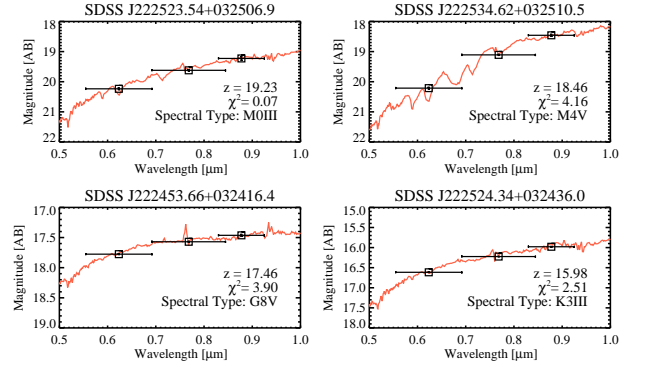 SDSS J222523.54+032506.9
18
19
20
21
22
Magnitude [AB]
z = 19.23
χ²= 0.07
Spectral Type: M0III
0.5 0.6 0.7 0.8 0.9 1.0
Wavelength [μm]
SDSS J222534.62+032510.5
18
19
20
21
22
Magnitude [AB]
z = 18.46
χ²= 4.16
Spectral Type: M4V
0.5 0.6 0.7 0.8 0.9 1.0
Wavelength [μm]
SDSS J222453.66+032416.4
17.0
17.5
18.0
18.5
19.0
Magnitude [AB]
z = 17.46
χ²= 3.90
Spectral Type: G8V
0.5 0.6 0.7 0.8 0.9 1.0
Wavelength [μm]
SDSS J222524.34+032436.0
15.0
15.5
16.0
16.5
17.0
17.5
18.0
Magnitude [AB]
z = 15.98
χ²= 2.51
Spectral Type: K3III
0.5 0.6 0.7 0.8 0.9 1.0
Wavelength [μm]